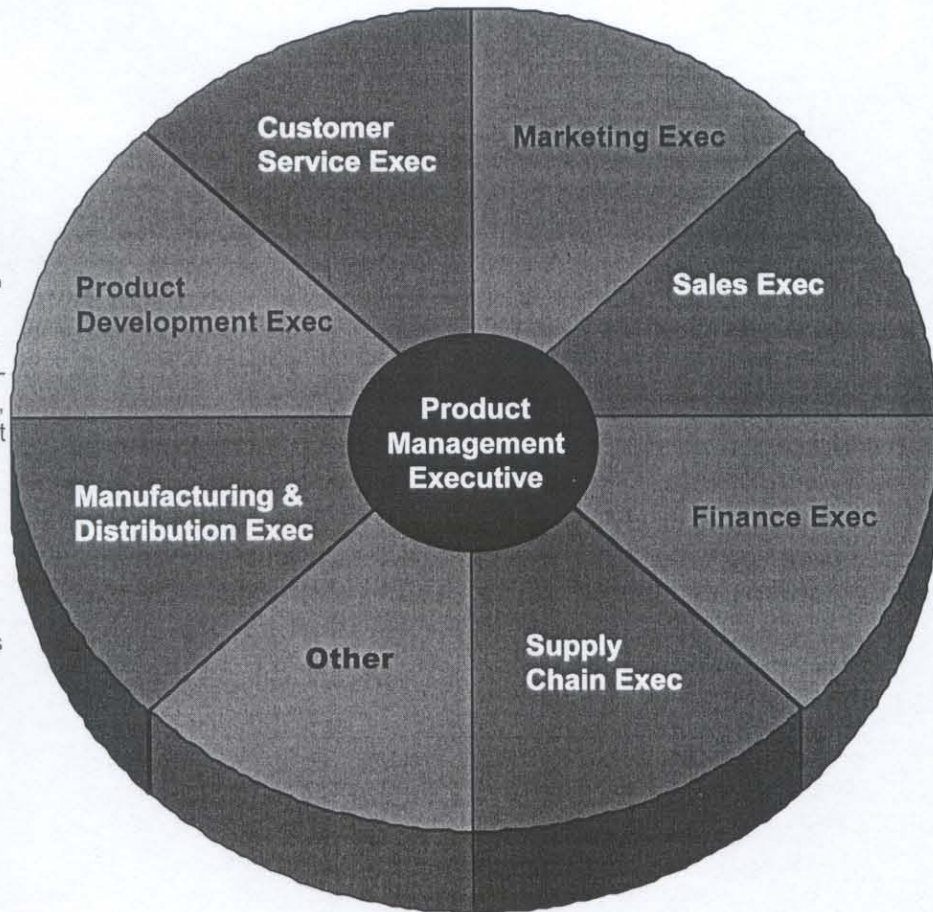 Customer
Service Exec
Marketing Exec
Sales Exec
Product
Development Exec
Product
Management
Executive
Manufacturing &
Distribution Exec
Finance Exec
Other
Supply
Chain Exec